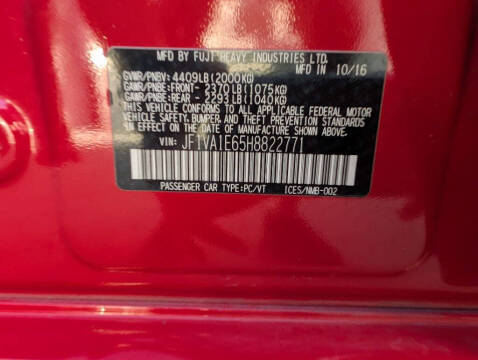 MFD BY FUJI HEAVY INDUSTRIES LTD.
MFD IN 10/16
GVWR/PNBV: 4409LB(2000KG)
GAWR/PNBE:FRONT- 2370LB(1075KG)
GAWR/PNBE:REAR - 2293LB(1040KG)
THIS VEHICLE CONFORMS TO ALL APPLICABLE FEDERAL MOTOR
VEHICLE SAFETY, BUMPER, AND THEFT PREVENTION STANDARDS
IN EFFECT ON THE DATE OF MANUFACTURE SHOWN ABOVE.
VIN: JF1VA1E65H8822771
PASSENGER CAR TYPE:PC/VT ICES/NMB-002